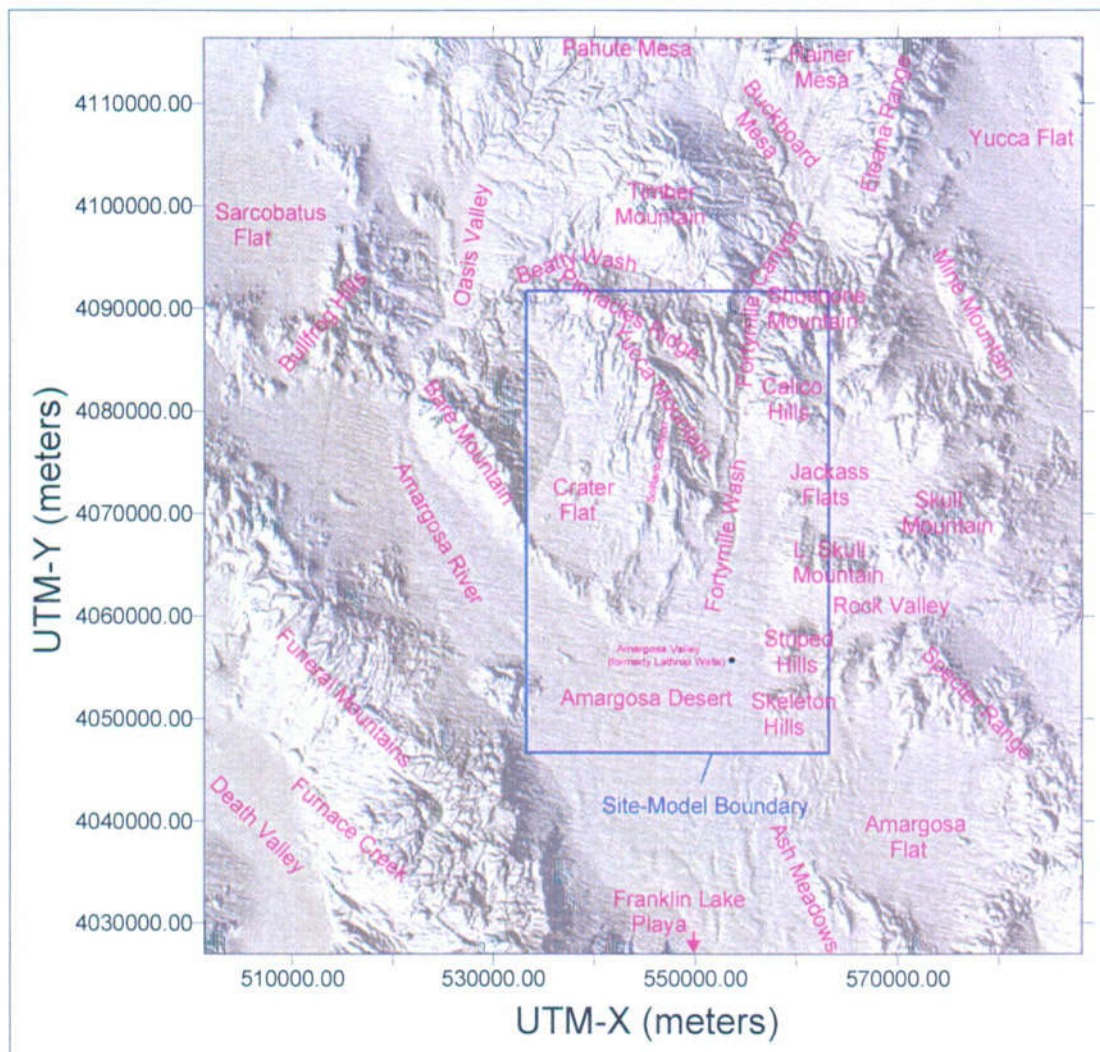 Pahute Mesa
Rainer
Mesa
Buckboard
Mesa
Eleana Range
Yucca Flat
4110000.00
4100000.00
4090000.00
4080000.00
4070000.00
4060000.00
4050000.00
4040000.00
4030000.00
UTM-Y (meters)
Sarcobatus
Flat
Oasis Valley
Timber
Mountain
Beatty Wash
Pinnacles Ridge
Fortymile Canyon
Shoshone
Mountain
Mine Mountain
Bullfrog Hills
Yucca Mountain
Calico
Hills
Bare Mountain
Crater
Flat
Jackass
Flats
Skull
Mountain
Amargosa River
Fortymile Wash
L. Skull
Mountain
Rock Valley
Amargosa Valley
(formerly Lathrop Wells)
Striped
Hills
Funeral Mountains
Amargosa Desert
Skeleton
Hills
Specter Range
Site-Model Boundary
Death Valley
Furnace Creek
Amargosa
Flat
Ash Meadows
Franklin Lake
Playa
510000.00
530000.00
550000.00
570000.00
UTM-X (meters)